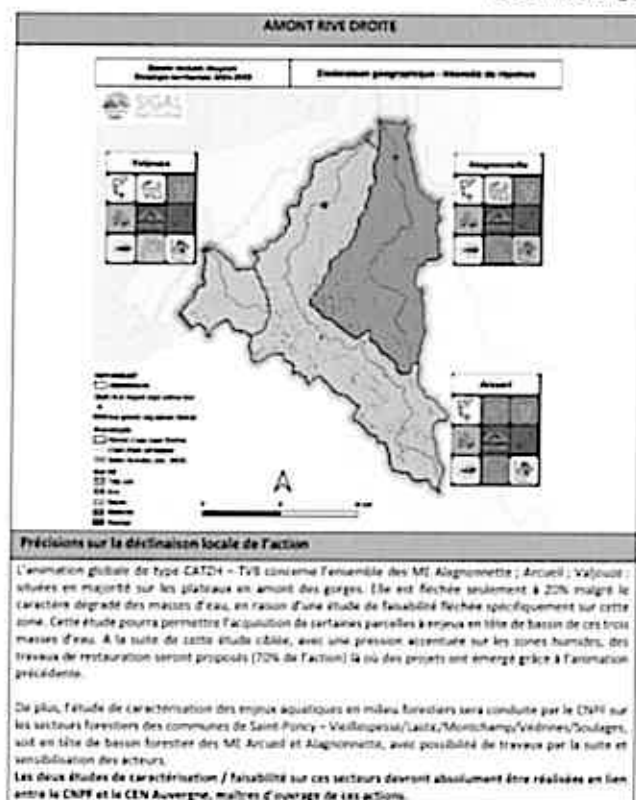 AMONT RIVE DROITE
Déclinaison géographique - Intensité de réponse
SIGAL
Valjouze
Alagnonnette
Arcueil
Précisions sur la déclinaison locale de l'action
L'animation globale de type CATZH – TVB concerne l'ensemble des ME Alagnonnette ; Arcueil ; Valjouze ;
situées en majorité sur les plateaux en amont des gorges. Elle est fléchée seulement à 20% malgré le
caractère dégradé des masses d'eau, en raison d'une étude de faisabilité fléchée spécifiquement sur cette
zone. Cette étude pourra permettre l'acquisition de certaines parcelles à enjeux en tête de bassin de ces trois
masses d'eau. A la suite de cette étude ciblée, avec une pression accentuée sur les zones humides, des
travaux de restauration seront proposés (70% de l'action) là où des projets ont émergé grâce à l'animation
précédente.
De plus, l'étude de caractérisation des enjeux aquatiques en milieu forestiers sera conduite par le CNPF sur
les secteurs forestiers des communes de Saint-Poncy – Vieillespesse/Lastic/Montchamp/Védrines/Soulages,
soit en tête de bassin forestier des ME Arcueil et Alagnonnette, avec possibilité de travaux par la suite et
sensibilisation des acteurs.
Les deux études de caractérisation / faisabilité sur ces secteurs devront absolument être réalisées en lien
entre le CNPF et le CEN Auvergne, maîtres d'ouvrage de ces actions.